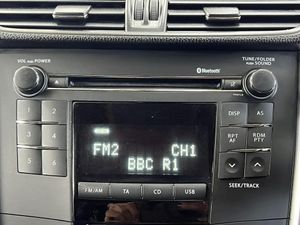 VOL PUSH POWER
Bluetooth
TUNE/FOLDER
PUSH SOUND
1 2
3 4
5 6
DISP AS
RPT RDM
AF PTY
FM2 CH1
BBC R1
SEEK/TRACK
FM/AM TA CD USB